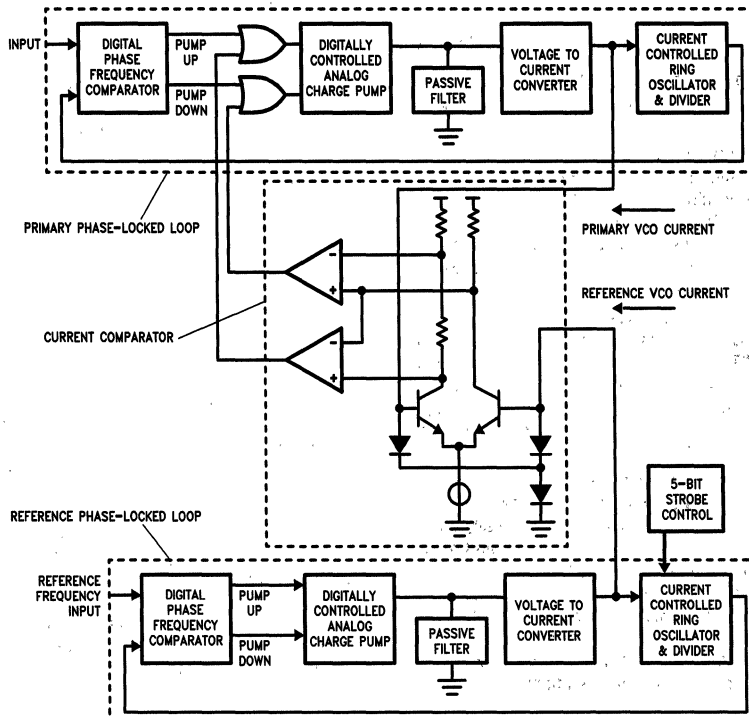 INPUT
DIGITAL
PHASE
FREQUENCY
COMPARATOR
PUMP
UP
PUMP
DOWN
DIGITALLY
CONTROLLED
ANALOG
CHARGE PUMP
PASSIVE
FILTER
VOLTAGE TO
CURRENT
CONVERTER
CURRENT
CONTROLLED
RING
OSCILLATOR
& DIVIDER
PRIMARY PHASE-LOCKED LOOP
PRIMARY VCO CURRENT
REFERENCE VCO CURRENT
CURRENT COMPARATOR
-
+
-
+
5-BIT
STROBE
CONTROL
REFERENCE PHASE-LOCKED LOOP
REFERENCE
FREQUENCY
INPUT
DIGITAL
PHASE
FREQUENCY
COMPARATOR
PUMP
UP
PUMP
DOWN
DIGITALLY
CONTROLLED
ANALOG
CHARGE PUMP
PASSIVE
FILTER
VOLTAGE TO
CURRENT
CONVERTER
CURRENT
CONTROLLED
RING
OSCILLATOR
& DIVIDER